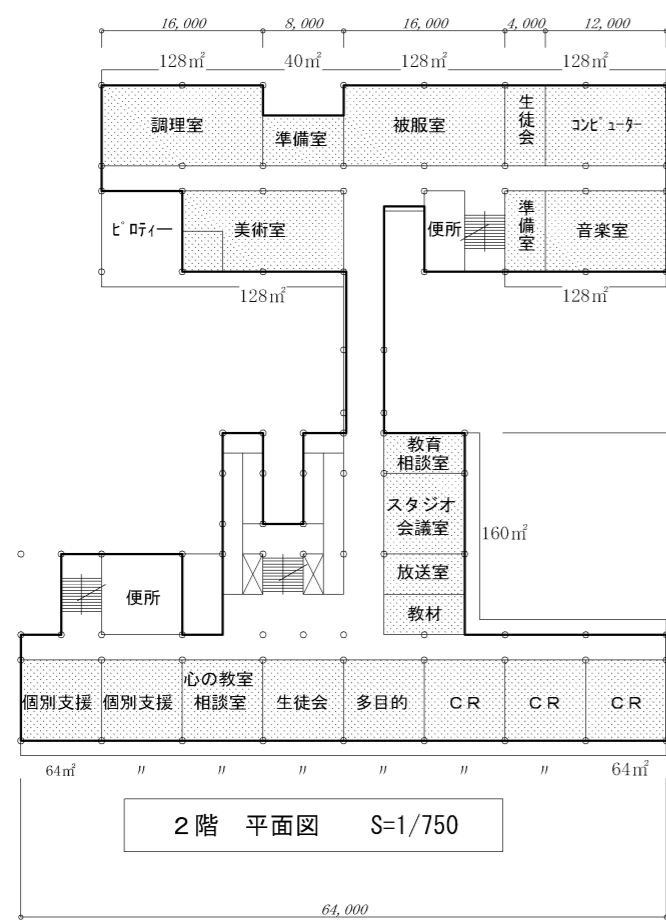 16,000 8,000 16,000 4,000 12,000
128㎡ 40㎡ 128㎡ 128㎡
調理室
準備室
被服室
生徒会
コンピューター
ピロティー
美術室
便所
準備室
音楽室
128㎡ 128㎡
教育
相談室
スタジオ
会議室
160㎡
放送室
教材
便所
個別支援
個別支援
心の教室
相談室
生徒会
多目的
CR
CR
CR
64㎡ 〃 〃 〃 〃 〃 〃 64㎡
2階 平面図 S=1/750
64,000